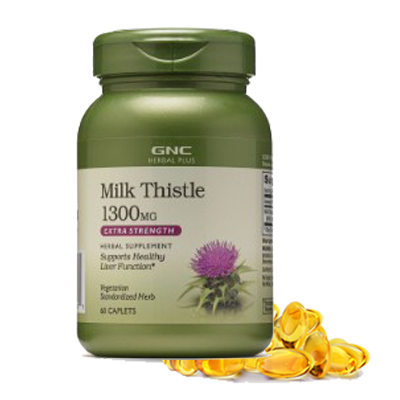 GNC
HERBAL PLUS
Milk Thistle
1300MG
EXTRA STRENGTH
HERBAL SUPPLEMENT
Supports Healthy
Liver Function*
Vegetarian
Standardized Herb
60 CAPLETS